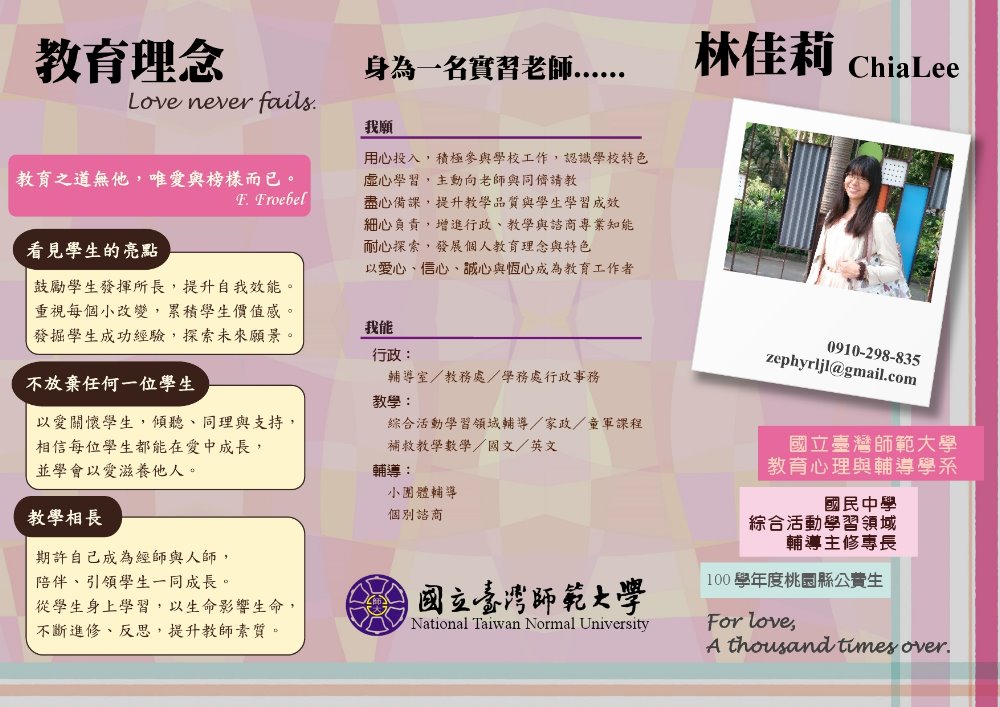 教育理念
Love never fails.
教育之道無他，唯愛與榜樣而已。
F. Froebel
看見學生的亮點
鼓勵學生發揮所長，提升自我效能。
重視每個小改變，累積學生價值感。
發掘學生成功經驗，探索未來願景。
不放棄任何一位學生
以愛關懷學生，傾聽、同理與支持，
相信每位學生都能在愛中成長，
並學會以愛滋養他人。
教學相長
期許自己成為經師與人師，
陪伴、引領學生一同成長。
從學生身上學習，以生命影響生命，
不斷進修、反思，提升教師素質。
身為一名實習老師......
我願
用心投入，積極參與學校工作，認識學校特色
虛心學習，主動向老師與同儕請教
盡心備課，提升教學品質與學生學習成效
細心負責，增進行政、教學與諮商專業知能
耐心探索，發展個人教育理念與特色
以愛心、信心、誠心與恆心成為教育工作者
我能
行政：
輔導室／教務處／學務處行政事務
教學：
綜合活動學習領域輔導／家政／童軍課程
補救教學數學／國文／英文
輔導：
小團體輔導
個別諮商
國立臺灣師範大學
National Taiwan Normal University
林佳莉 ChiaLee
0910-298-835
zephyrljl@gmail.com
國立臺灣師範大學
教育心理與輔導學系
國民中學
綜合活動學習領域
輔導主修專長
100學年度桃園縣公費生
For love,
A thousand times over.